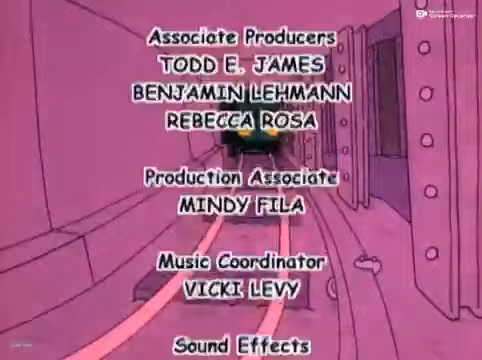 Associate Producers
TODD E. JAMES
BENJAMIN LEHMANN
REBECCA ROSA
Production Associate
MINDY FILA
Music Coordinator
VICKI LEVY
Sound Effects